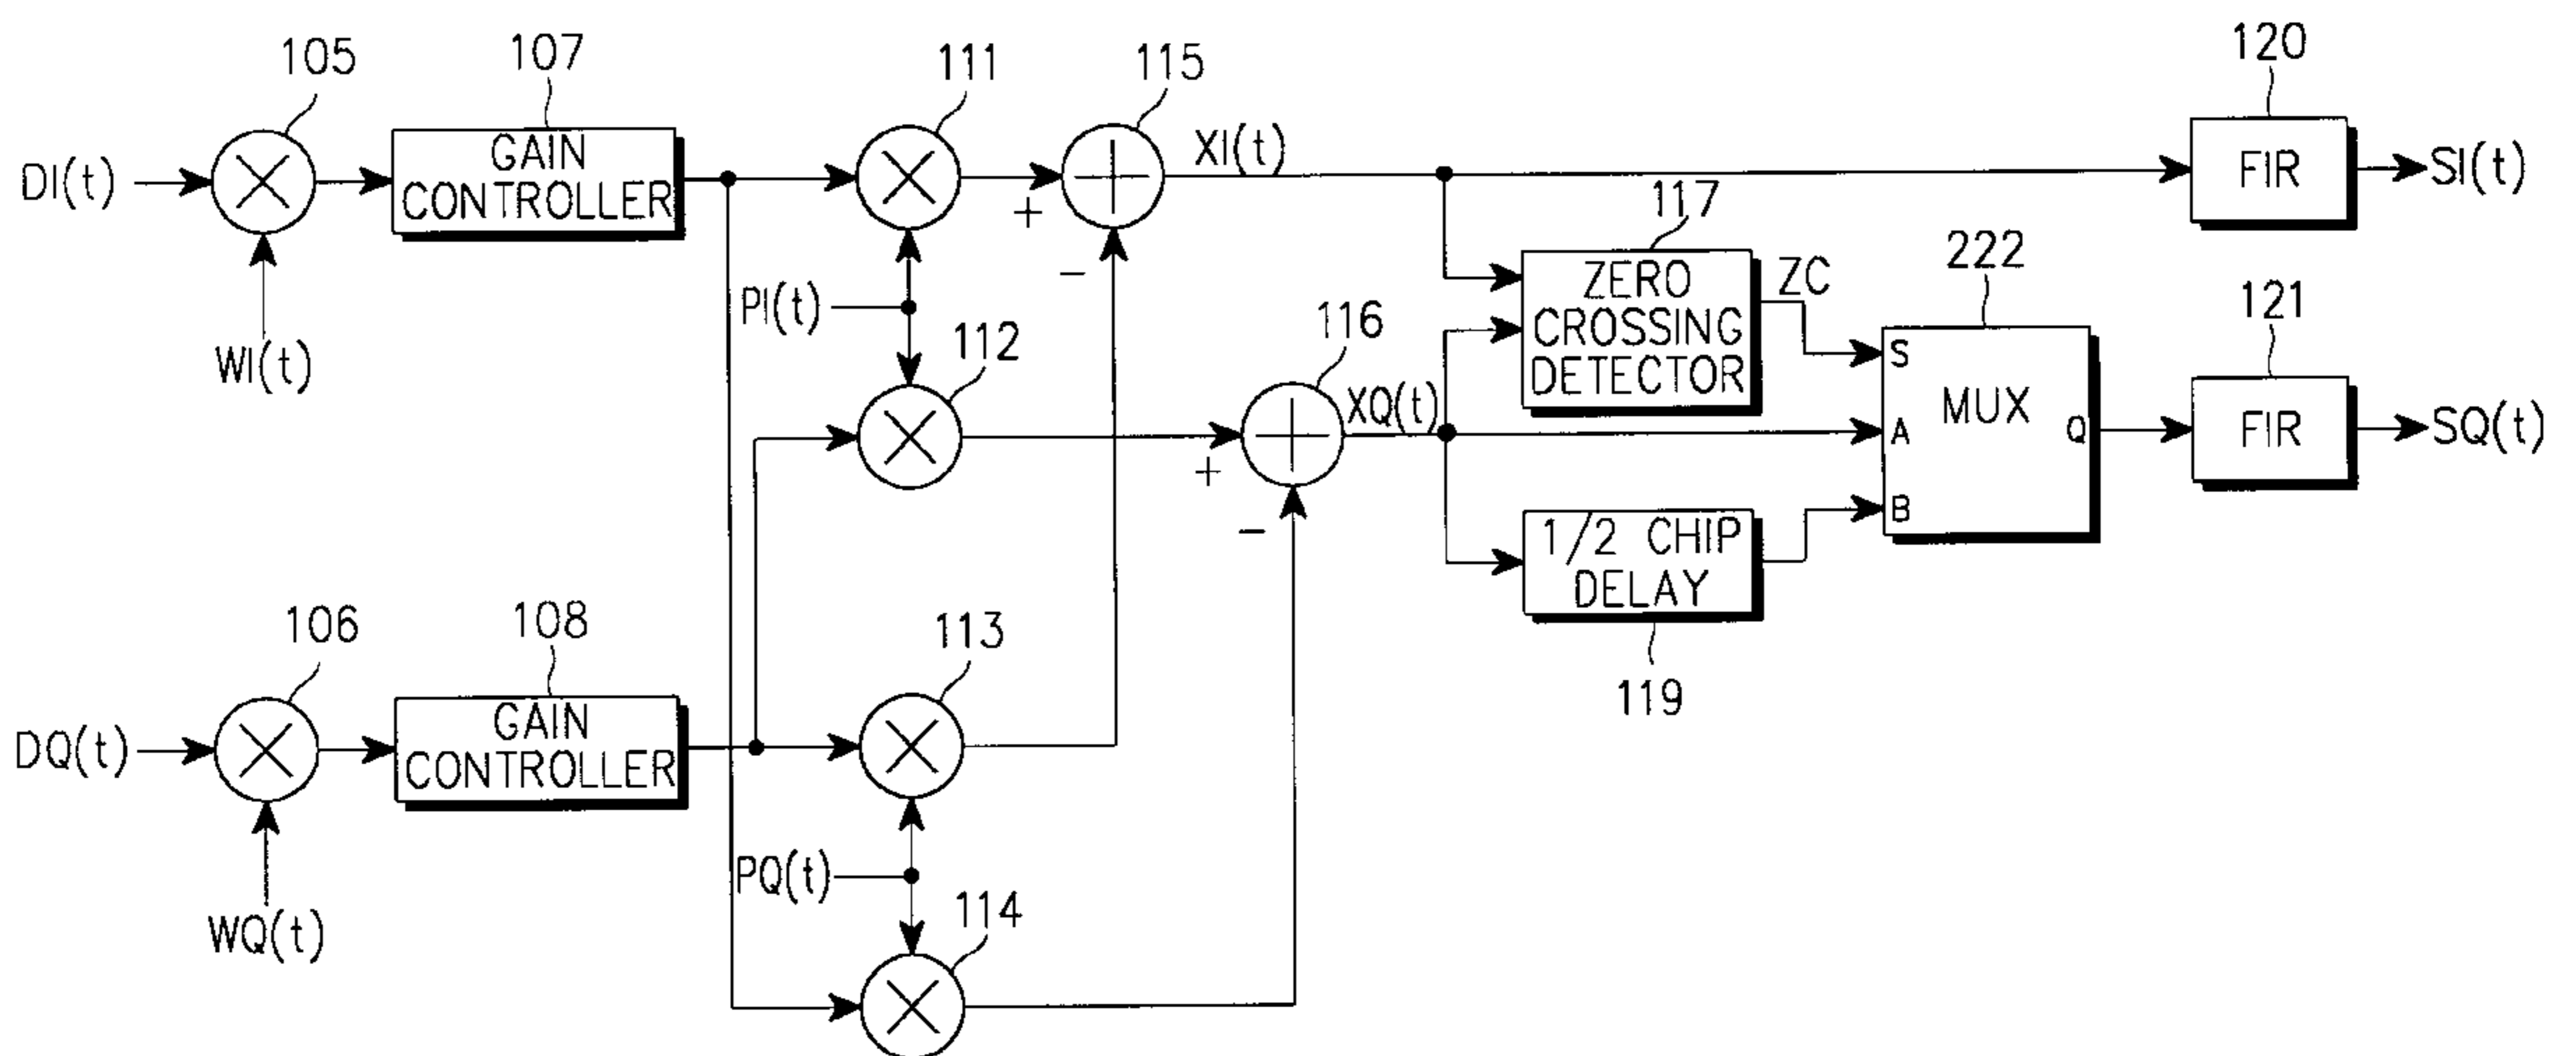 105
107
111
115
120
DI(t)
GAIN
CONTROLLER
XI(t)
FIR
SI(t)
+
117
-
ZERO
CROSSING
DETECTOR
ZC
222
PI(t)
WI(t)
112
116
121
S
MUX
XQ(t)
A
Q
FIR
SQ(t)
+
B
-
1/2 CHIP
DELAY
119
106
108
113
DQ(t)
GAIN
CONTROLLER
PQ(t)
WQ(t)
114